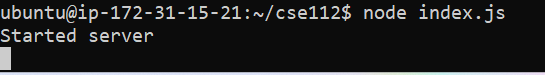 ubuntu@ip-172-31-15-21:~/cse112$ node index.js
Started server